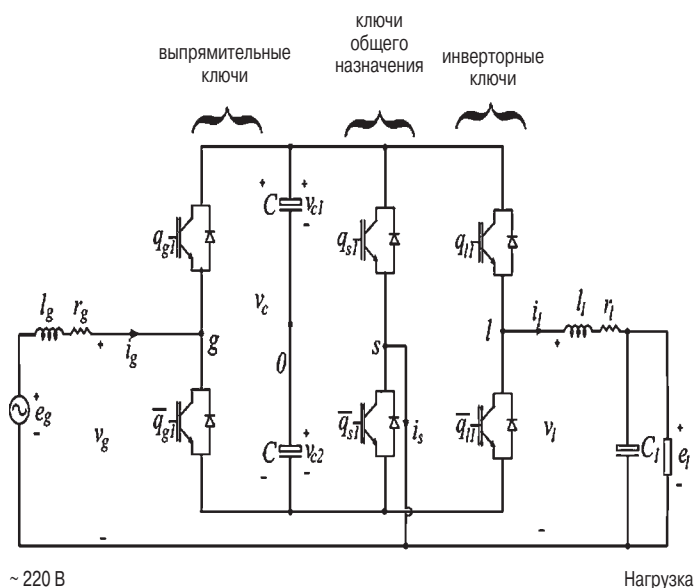 выпрямительные
ключи
ключи
общего
назначения
инверторные
ключи
+
C
+
v_c1
-
q_g1
q_s1
q_l1
l_g
r_g
+
i_g
g
v_c
0
s
l
i_l
+
l_l
r_l
e_g
+
-
v_g
q̄_g1
C
+
+
v_c2
-
-
q̄_s1
i_s
q̄_l1
v_l
C_l
+
e_l
-
-
-
~ 220 В
Нагрузка